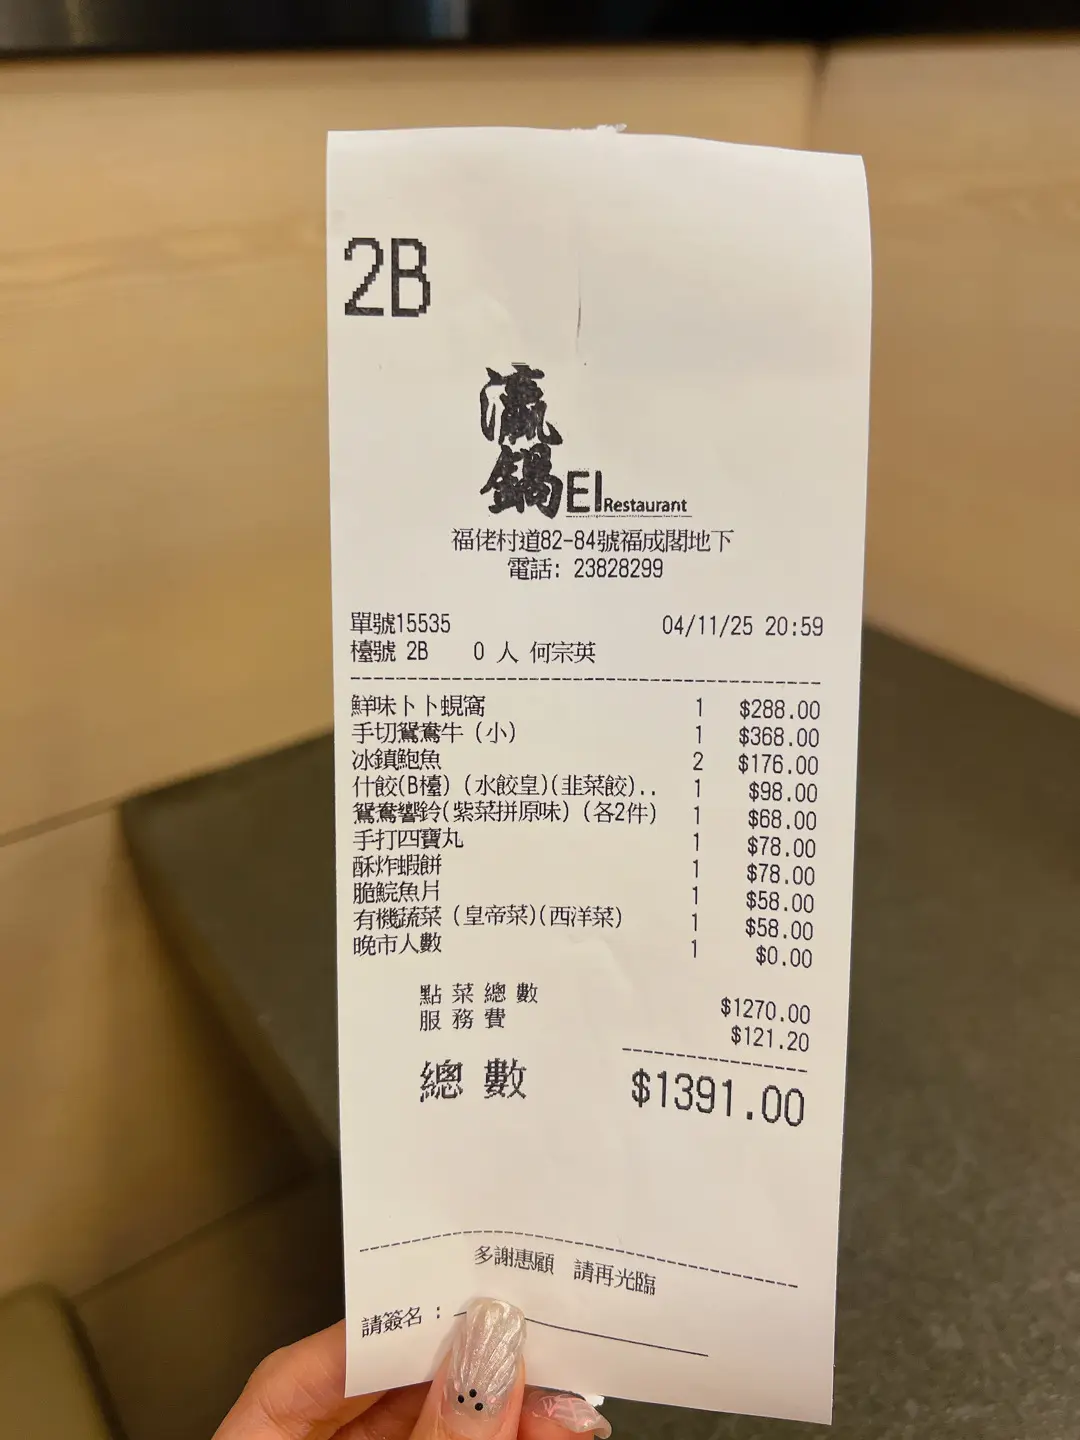 2B
瀛
鍋 EI Restaurant
福佬村道82-84號福成閣地下
電話: 23828299
單號15535 04/11/25 20:59
檯號 2B 0 人 何宗英
鮮味卜卜蜆窩 1 $288.00
手切鴛鴦牛 (小) 1 $368.00
冰鎮鮑魚 2 $176.00
什餃(B檯) (水餃皇)(韭菜餃).. 1 $98.00
鴛鴦響鈴(紫菜拼原味) (各2件) 1 $68.00
手打四寶丸 1 $78.00
酥炸蝦餅 1 $78.00
脆鯇魚片 1 $58.00
有機蔬菜 (皇帝菜)(西洋菜) 1 $58.00
晚市人數 1 $0.00
點菜總數 $1270.00
服務費 $121.20
總數 $1391.00
多謝惠顧 請再光臨
請簽名 :